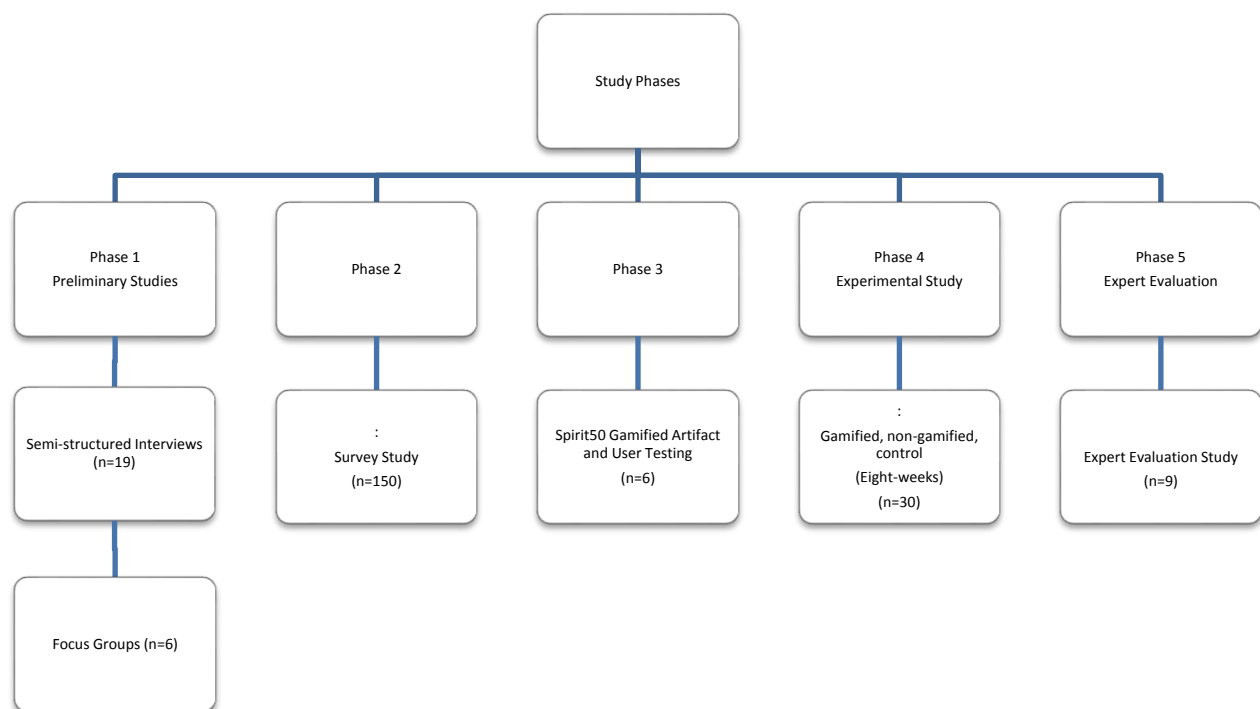 Study Phases
Phase 1
Preliminary Studies
Phase 2
Phase 3
Phase 4
Experimental Study
Phase 5
Expert Evaluation
Semi-structured Interviews
(n=19)
:
Survey Study
(n=150)
Spirit50 Gamified Artifact
and User Testing
(n=6)
:
Gamified, non-gamified,
control
(Eight-weeks)
(n=30)
Expert Evaluation Study
(n=9)
Focus Groups (n=6)